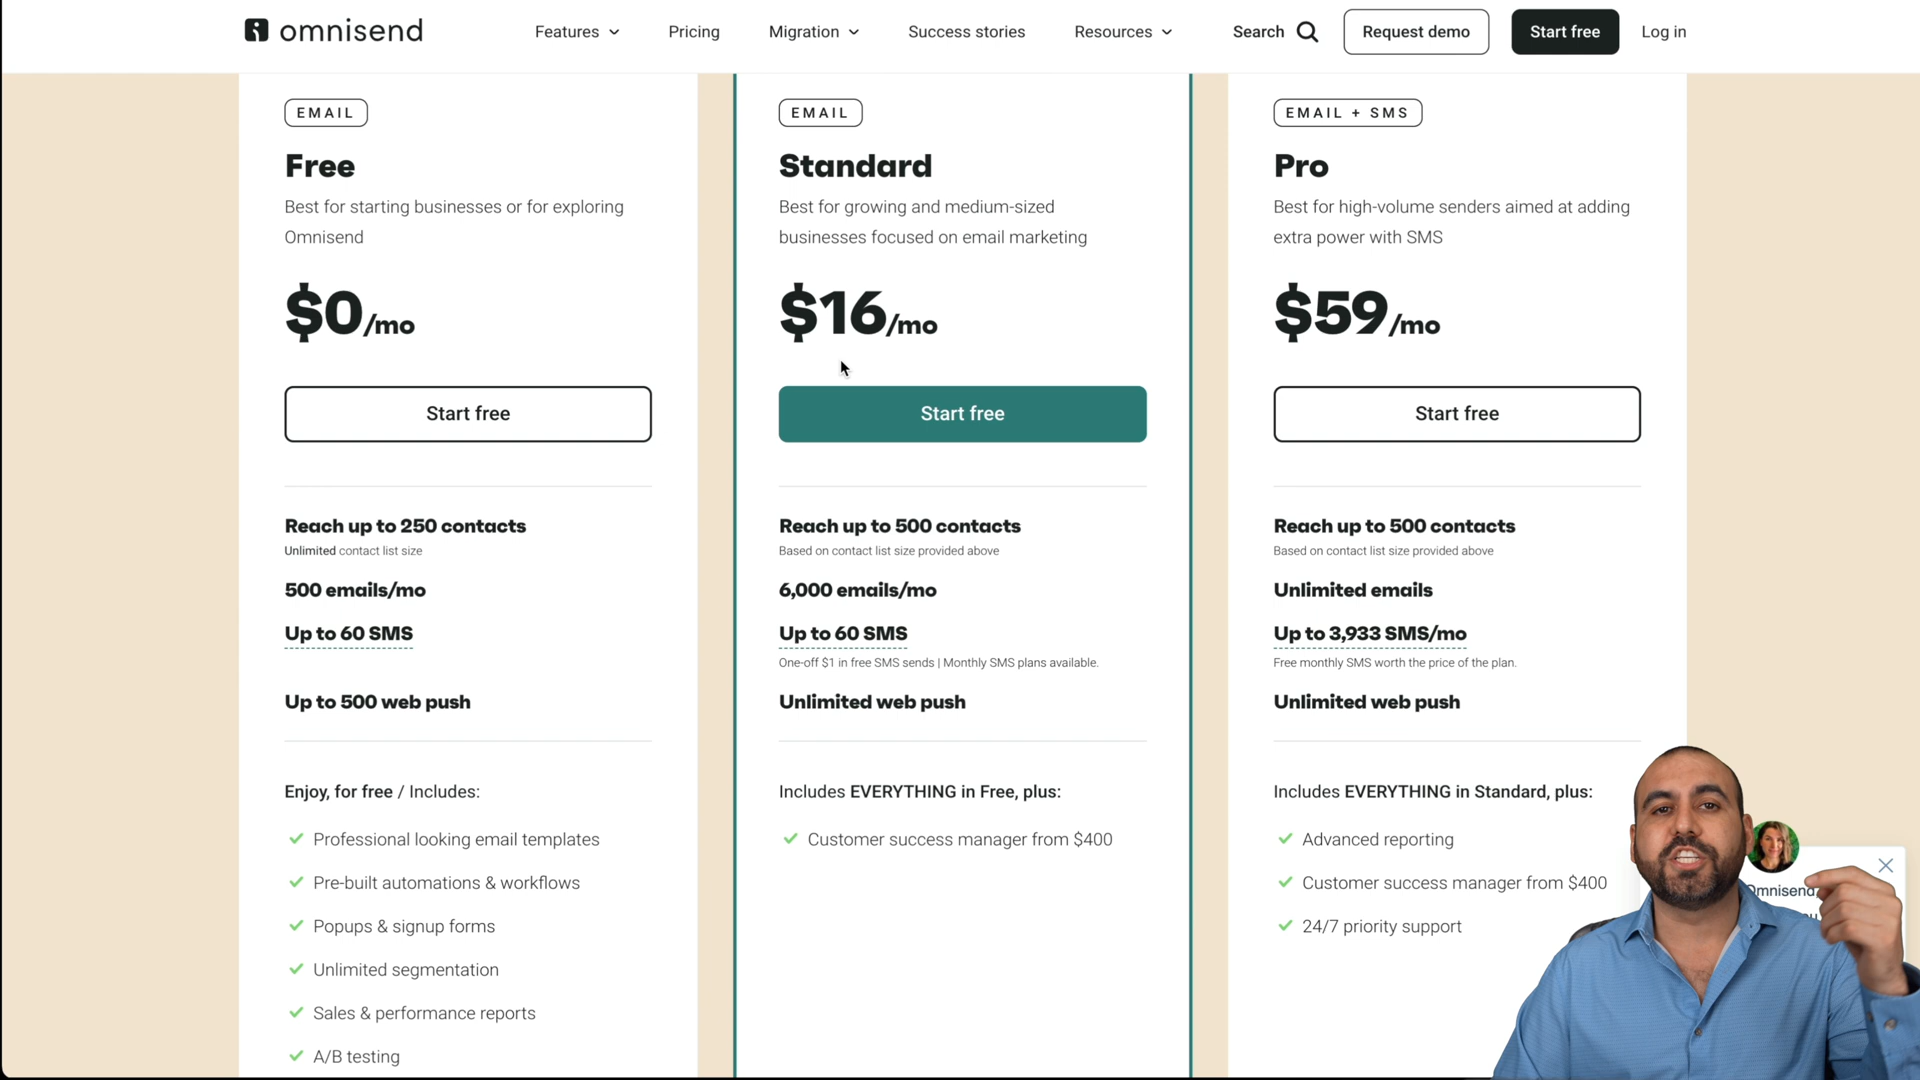 omnisend
Features
Pricing
Migration
Success stories
Resources
Search
Request demo
Start free
Log in
EMAIL
Free
Best for starting businesses or for exploring
Omnisend
$0/mo
Start free
Reach up to 250 contacts
Unlimited contact list size
500 emails/mo
Up to 60 SMS
Up to 500 web push
Enjoy, for free / Includes:
Professional looking email templates
Pre-built automations & workflows
Popups & signup forms
Unlimited segmentation
Sales & performance reports
A/B testing
EMAIL
Standard
Best for growing and medium-sized
businesses focused on email marketing
$16/mo
Start free
Reach up to 500 contacts
Based on contact list size provided above
6,000 emails/mo
Up to 60 SMS
One-off $1 in free SMS sends | Monthly SMS plans available.
Unlimited web push
Includes EVERYTHING in Free, plus:
Customer success manager from $400
EMAIL + SMS
Pro
Best for high-volume senders aimed at adding
extra power with SMS
$59/mo
Start free
Reach up to 500 contacts
Based on contact list size provided above
Unlimited emails
Up to 3,933 SMS/mo
Free monthly SMS worth the price of the plan.
Unlimited web push
Includes EVERYTHING in Standard, plus:
Advanced reporting
Customer success manager from $400
24/7 priority support
Omnisend